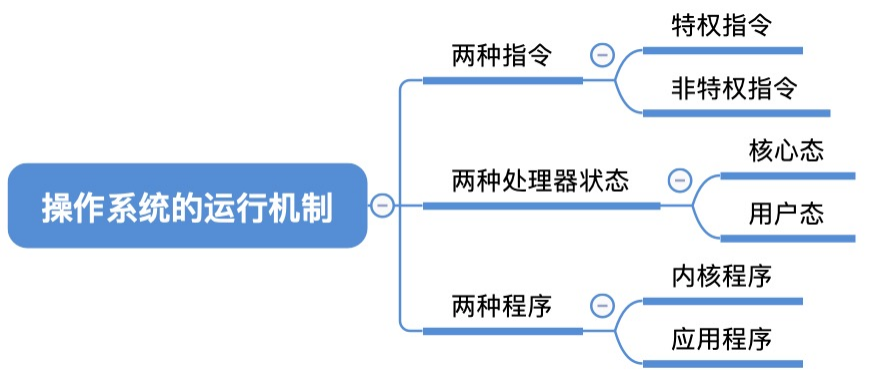 操作系统的运行机制
两种指令
特权指令
非特权指令
两种处理器状态
核心态
用户态
两种程序
内核程序
应用程序